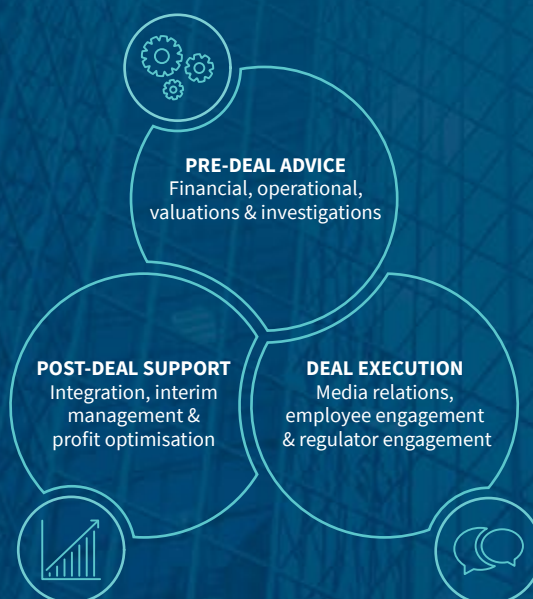 PRE-DEAL ADVICE
Financial, operational,
valuations & investigations
POST-DEAL SUPPORT
Integration, interim
management &
profit optimisation
DEAL EXECUTION
Media relations,
employee engagement
& regulator engagement